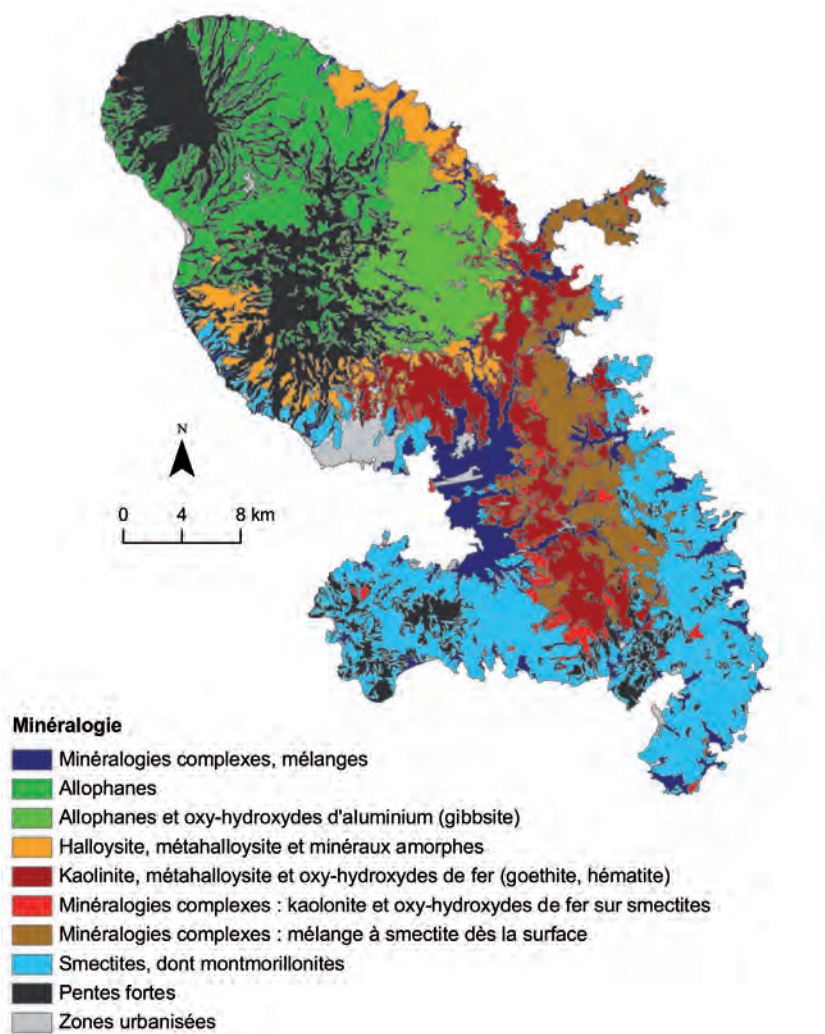 N
0 4 8 km
Minéralogie
Minéralogies complexes, mélanges
Allophanes
Allophanes et oxy-hydroxydes d'aluminium (gibbsite)
Halloysite, métahalloysite et minéraux amorphes
Kaolinite, métahalloysite et oxy-hydroxydes de fer (goethite, hématite)
Minéralogies complexes : kaolonite et oxy-hydroxydes de fer sur smectites
Minéralogies complexes : mélange à smectite dès la surface
Smectites, dont montmorillonites
Pentes fortes
Zones urbanisées